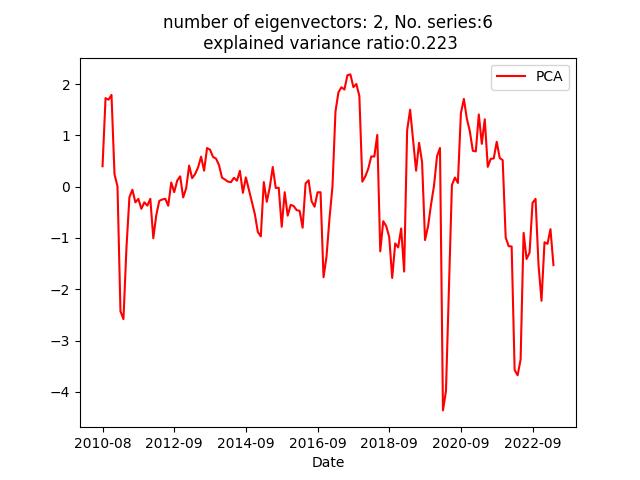 number of eigenvectors: 2, No. series:6
explained variance ratio:0.223
PCA
2
1
0
−1
−2
−3
−4
2010-08 2012-09 2014-09 2016-09 2018-09 2020-09 2022-09
Date